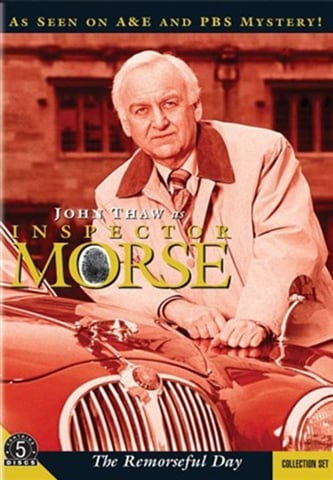 AS SEEN ON A&E AND PBS MYSTERY!
JOHN THAW as
INSPECTOR
MORSE
5
DISCS
The Remorseful Day
COLLECTION SET